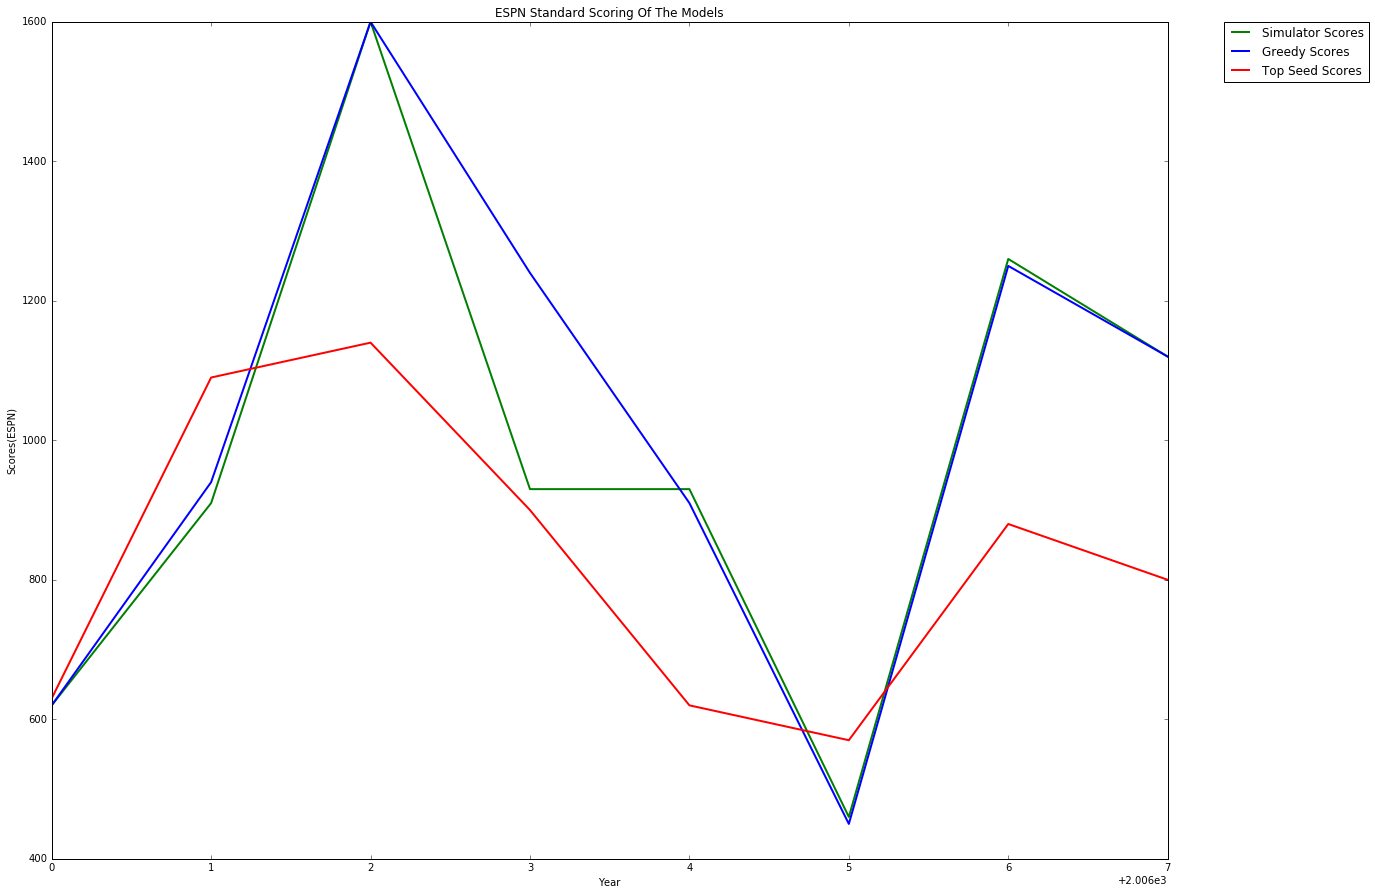 ESPN Standard Scoring Of The Models
Simulator Scores
Greedy Scores
Top Seed Scores
1600
1400
1200
1000
800
600
400
Scores(ESPN)
0 1 2 3 4 5 6 7
Year
+2.006e3